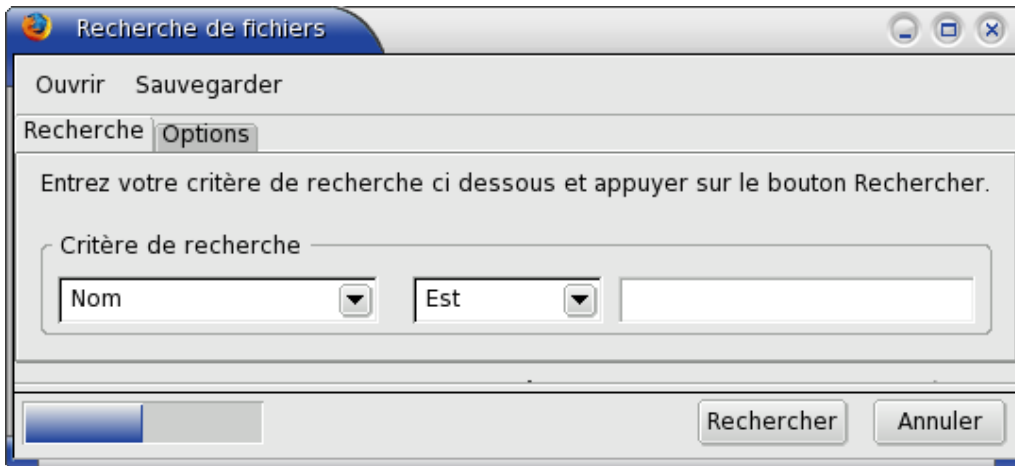 Recherche de fichiers
Ouvrir Sauvegarder
Recherche Options
Entrez votre critère de recherche ci dessous et appuyer sur le bouton Rechercher.
Critère de recherche
Nom Est
Rechercher Annuler